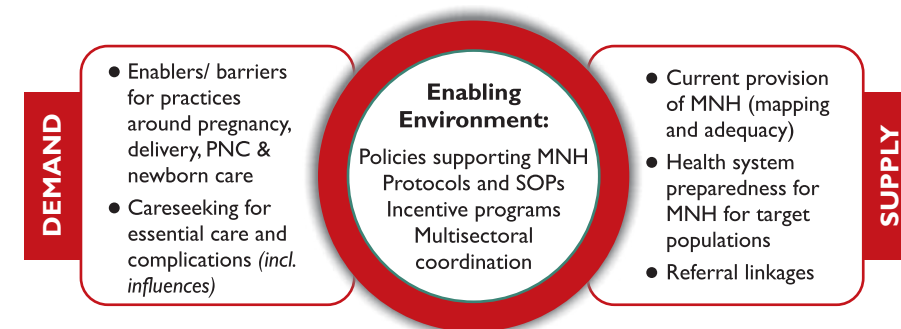 DEMAND
● Enablers/ barriers
for practices
around pregnancy,
delivery, PNC &
newborn care
● Careseeking for
essential care and
complications (incl.
influences)
Enabling
Environment:
Policies supporting MNH
Protocols and SOPs
Incentive programs
Multisectoral
coordination
● Current provision
of MNH (mapping
and adequacy)
● Health system
preparedness for
MNH for target
populations
● Referral linkages
SUPPLY